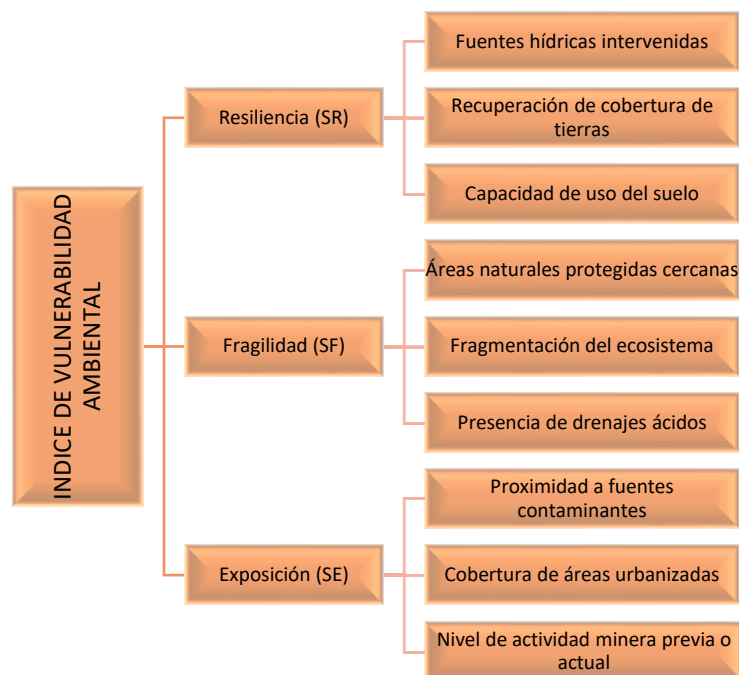 INDICE DE VULNERABILIDAD
AMBIENTAL
Resiliencia (SR)
Fuentes hídricas intervenidas
Recuperación de cobertura de
tierras
Capacidad de uso del suelo
Fragilidad (SF)
Áreas naturales protegidas cercanas
Fragmentación del ecosistema
Presencia de drenajes ácidos
Exposición (SE)
Proximidad a fuentes
contaminantes
Cobertura de áreas urbanizadas
Nivel de actividad minera previa o
actual